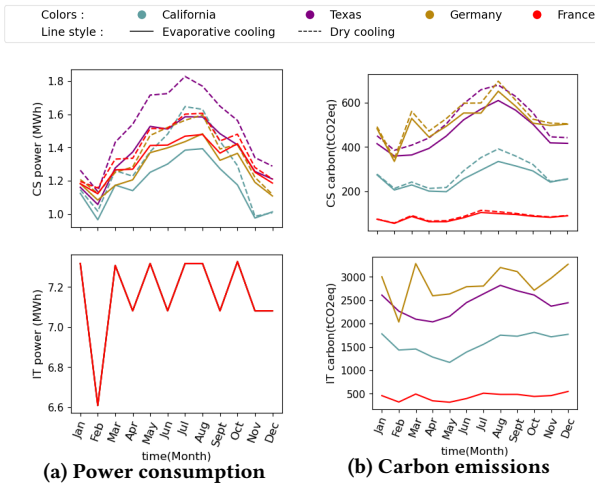 Colors : California Texas Germany France
Line style : Evaporative cooling Dry cooling
CS power (MWh)
1.8
1.6
1.4
1.2
1.0
IT power (MWh)
7.2
7.0
6.8
6.6
Jan Feb Mar Apr May Jun Jul Aug Sep Oct Nov Dec
time(Month)
(a) Power consumption
CS carbon(tCO2eq)
600
400
200
IT carbon(tCO2eq)
3000
2500
2000
1500
1000
500
Jan Feb Mar Apr May Jun Jul Aug Sept Oct Nov Dec
time(Month)
(b) Carbon emissions